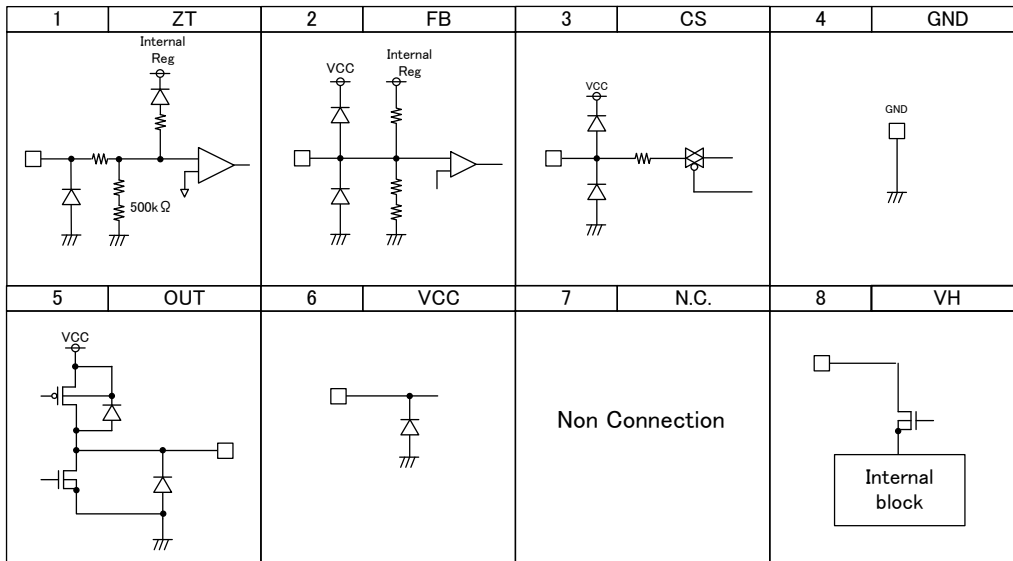 1 ZT 2 FB 3 CS 4 GND
Internal
Reg
500kΩ
VCC
Internal
Reg
VCC
GND
5 OUT 6 VCC 7 N.C. 8 VH
VCC
Non Connection
Internal
block